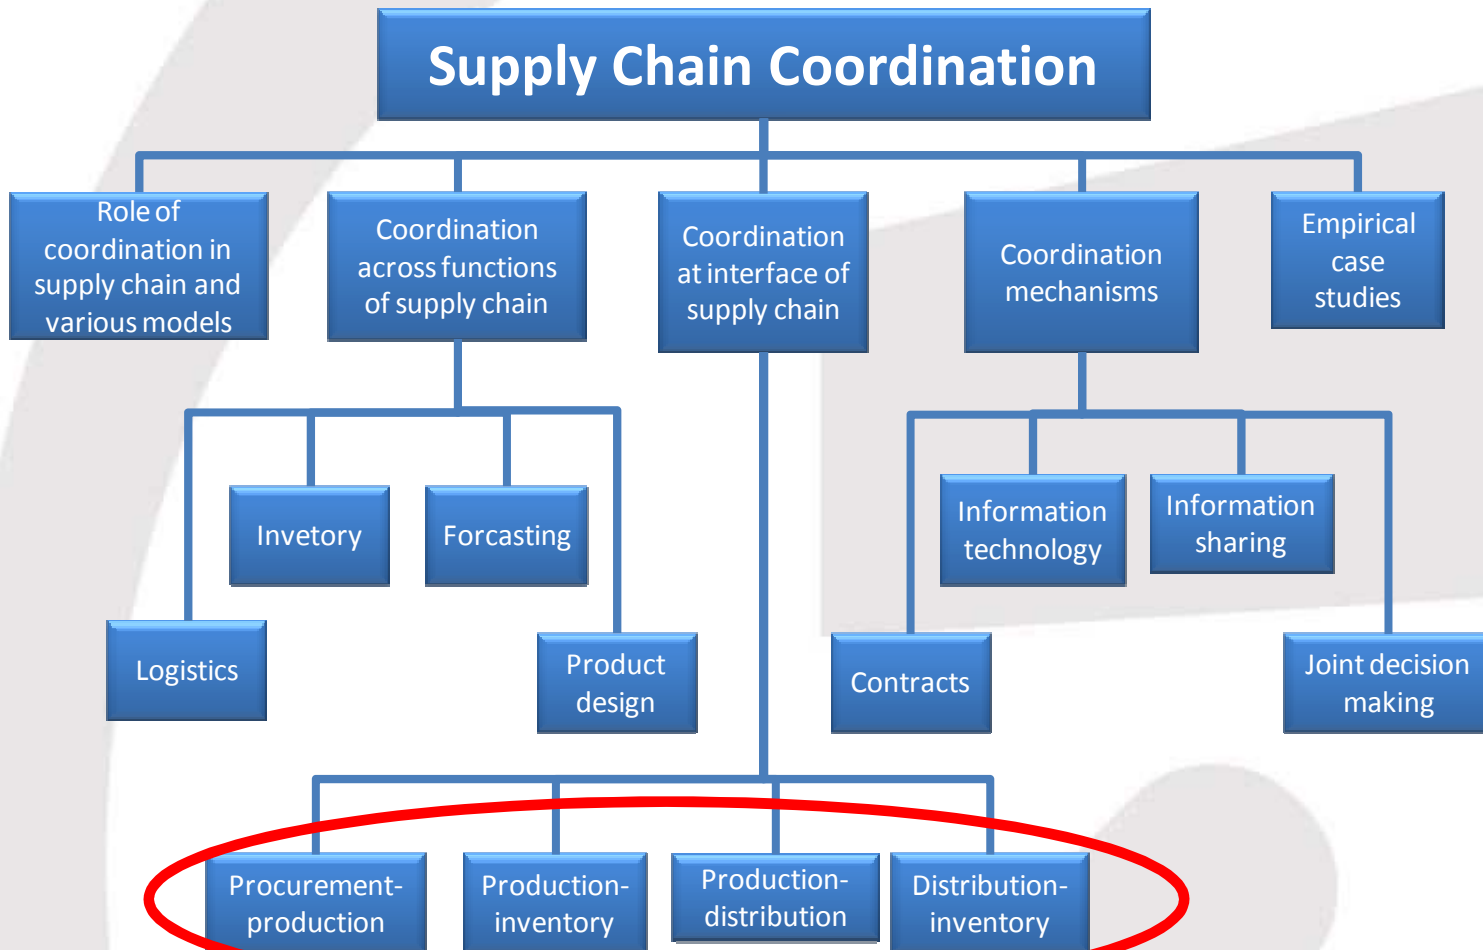 Supply Chain Coordination
Role of
coordination in
supply chain and
various models
Coordination
across functions
of supply chain
Coordination
at interface of
supply chain
Coordination
mechanisms
Empirical
case
studies
Invetory
Forcasting
Information
technology
Information
sharing
Logistics
Product
design
Contracts
Joint decision
making
Procurement-
production
Production-
inventory
Production-
distribution
Distribution-
inventory